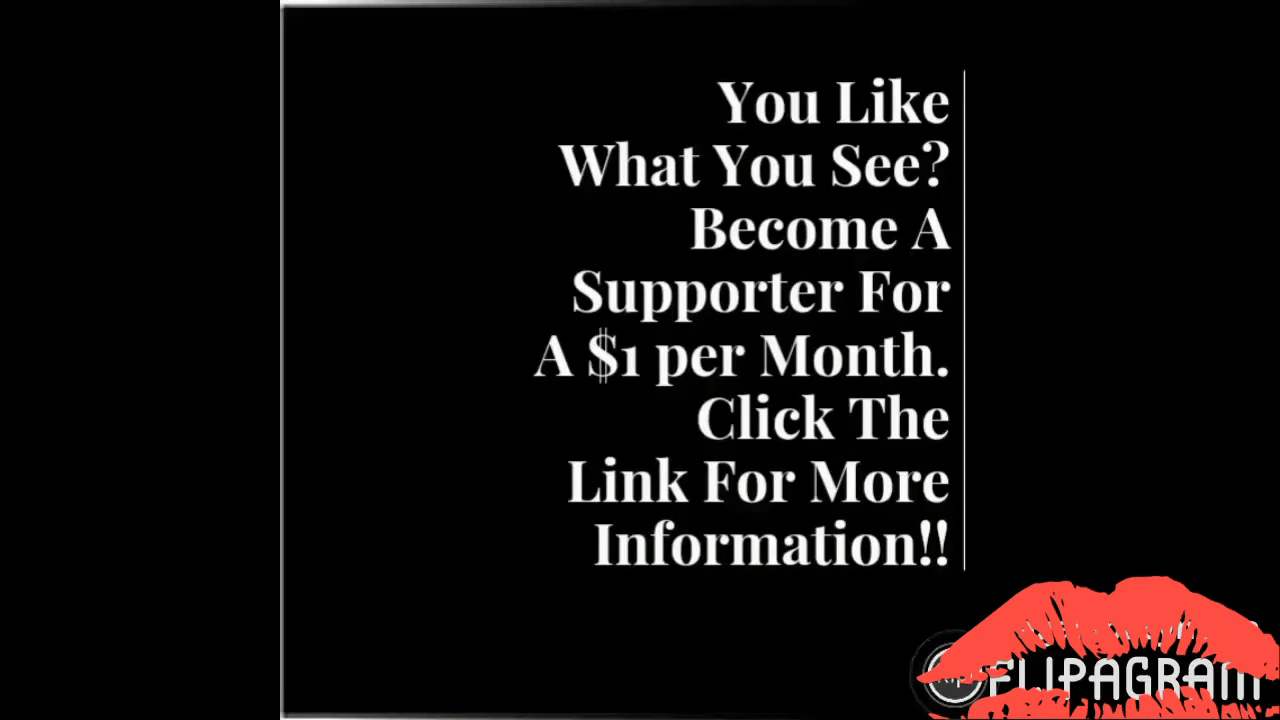 You Like
What You See?
Become A
Supporter For
A $1 per Month.
Click The
Link For More
Information!!
FLIPAGRAM